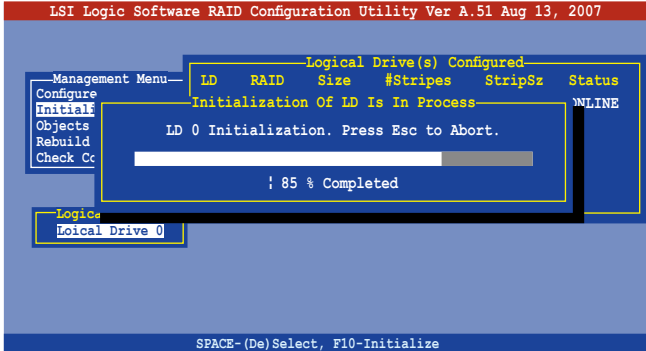 LSI Logic Software RAID Configuration Utility Ver A.51 Aug 13, 2007
Logical Drive(s) Configured
LD RAID Size #Stripes StripSz Status
NLINE
Management Menu
Configure
Initiali
Objects
Rebuild
Check Co
Initialization Of LD Is In Process
LD 0 Initialization. Press Esc to Abort.
¦ 85 % Completed
Logica
Loical Drive 0
SPACE-(De)Select, F10-Initialize